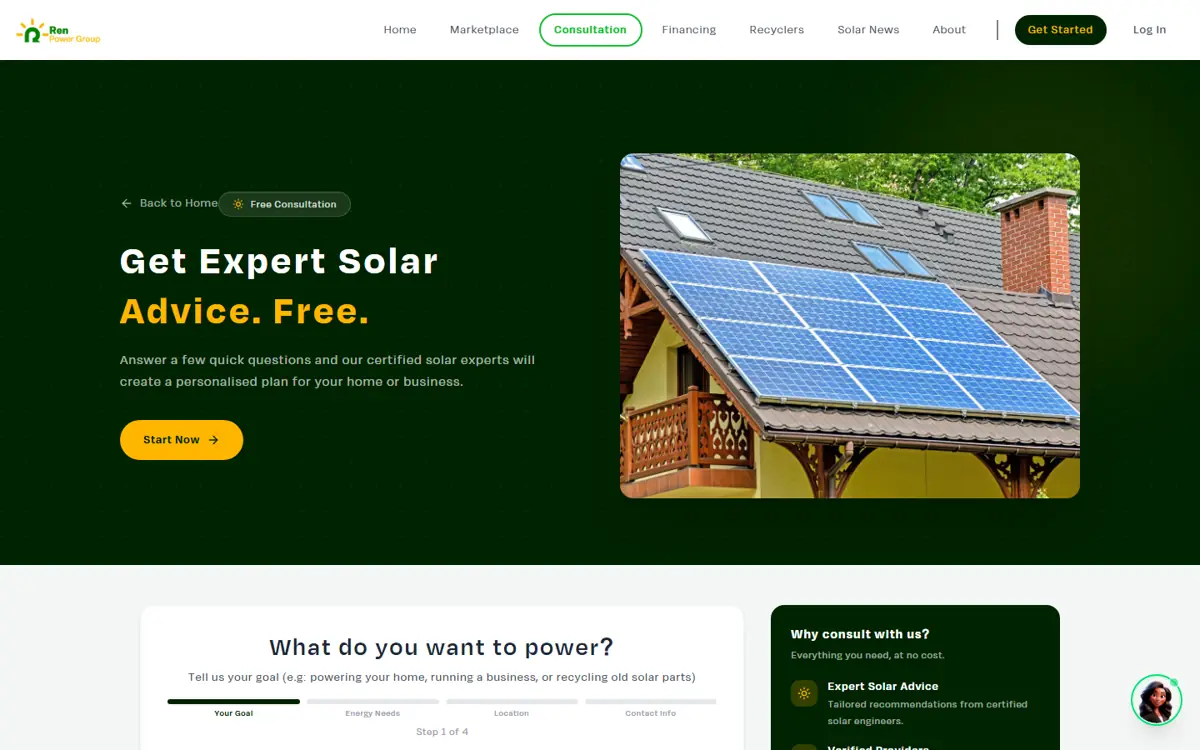 Ren
Power Group
Home
Marketplace
Consultation
Financing
Recyclers
Solar News
About
Get Started
Log In
Back to Home
Free Consultation
Get Expert Solar
Advice. Free.
Answer a few quick questions and our certified solar experts will
create a personalised plan for your home or business.
Start Now
What do you want to power?
Tell us your goal (e.g: powering your home, running a business, or recycling old solar parts)
Your Goal
Energy Needs
Location
Contact Info
Step 1 of 4
Why consult with us?
Everything you need, at no cost.
Expert Solar Advice
Tailored recommendations from certified
solar engineers.
Verified Providers